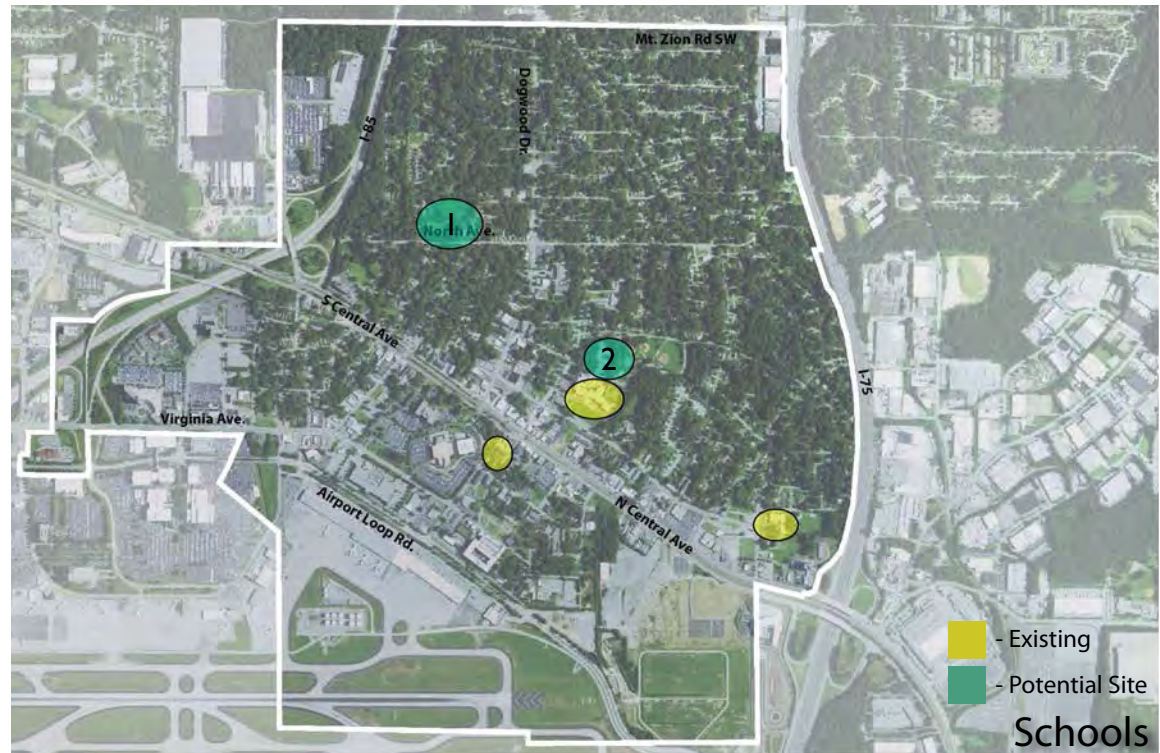 Mt. Zion Rd SW
Dogwood Dr.
I-85
1
North Ave.
S Central Ave
2
I-75
Virginia Ave.
Airport Loop Rd.
N Central Ave
- Existing
- Potential Site
Schools